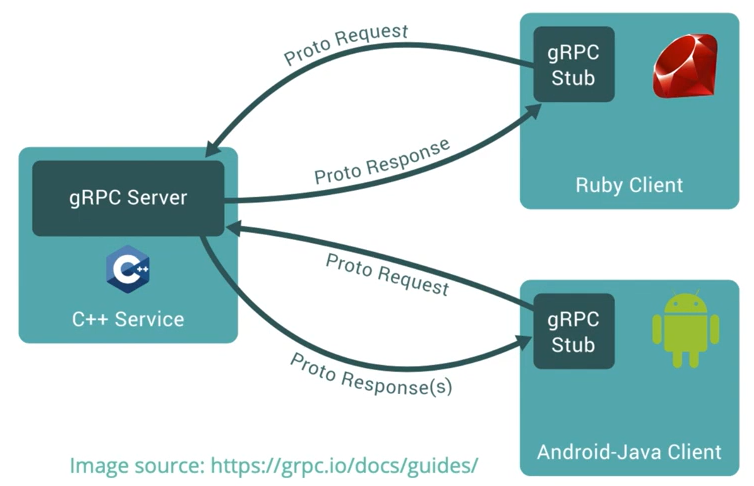 Proto Request
gRPC
Stub
Ruby Client
Proto Response
gRPC Server
C++
C++ Service
Proto Request
gRPC
Stub
Proto Response(s)
Android-Java Client
Image source: https://grpc.io/docs/guides/